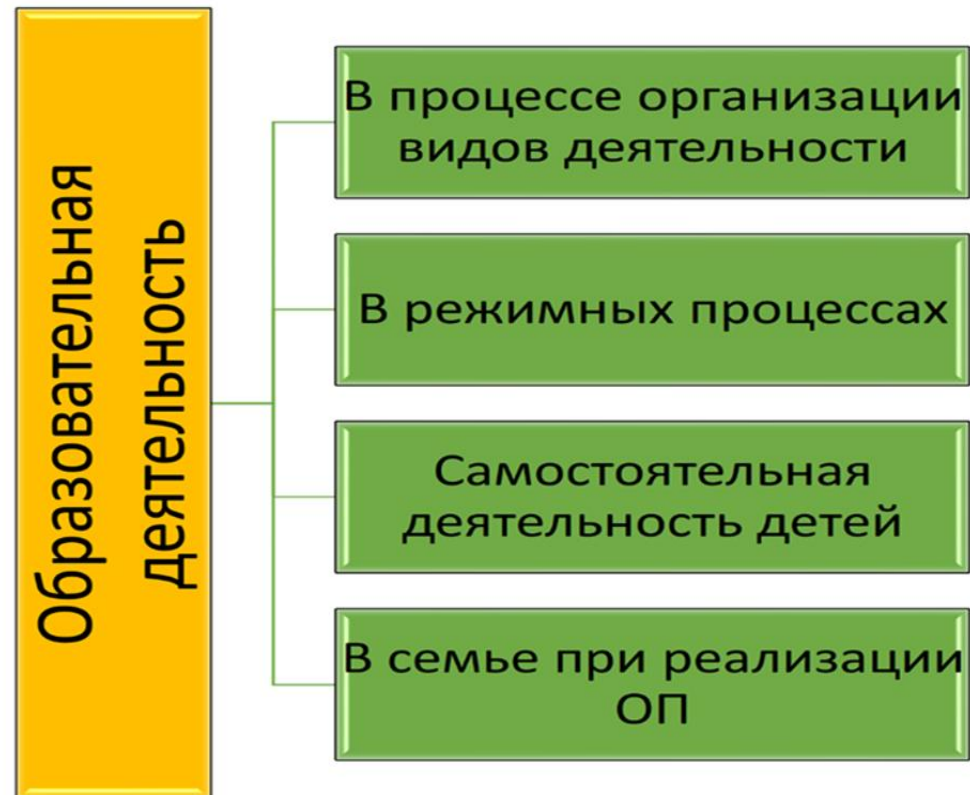 Образовательная
деятельность
В процессе организации
видов деятельности
В режимных процессах
Самостоятельная
деятельность детей
В семье при реализации
ОП